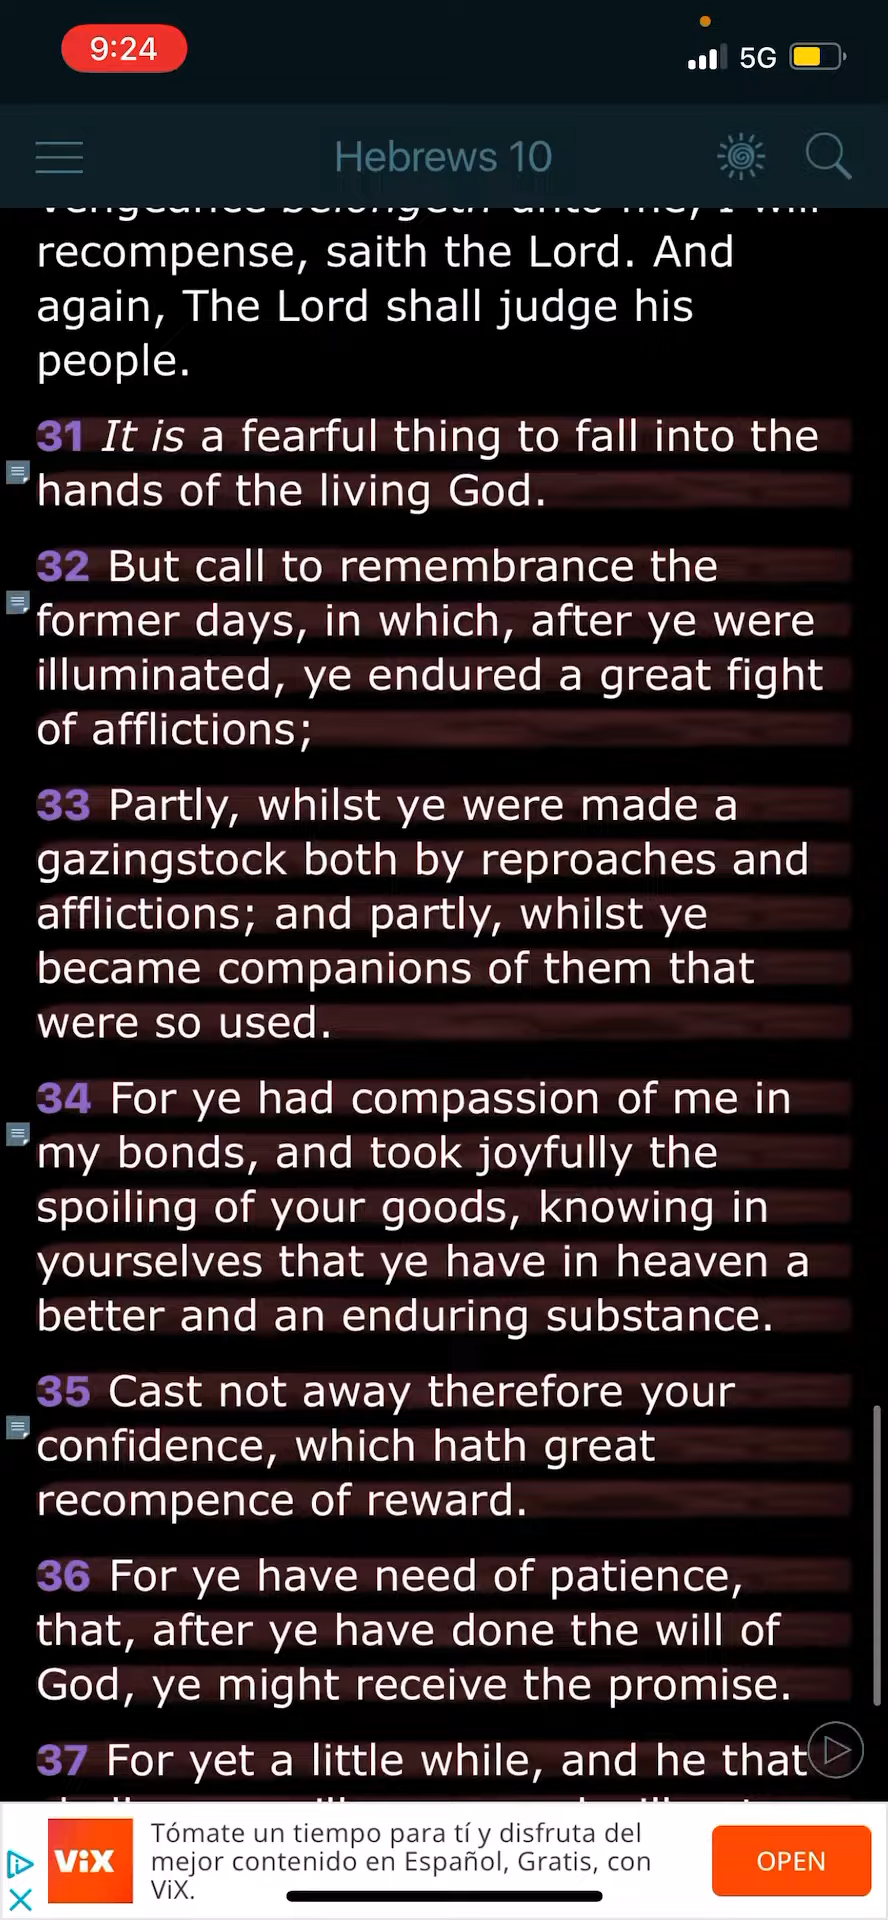 9:24
5G
Hebrews 10
Vengeance belongeth unto me, I will
recompense, saith the Lord. And
again, The Lord shall judge his
people.
31 It is a fearful thing to fall into the
hands of the living God.
32 But call to remembrance the
former days, in which, after ye were
illuminated, ye endured a great fight
of afflictions;
33 Partly, whilst ye were made a
gazingstock both by reproaches and
afflictions; and partly, whilst ye
became companions of them that
were so used.
34 For ye had compassion of me in
my bonds, and took joyfully the
spoiling of your goods, knowing in
yourselves that ye have in heaven a
better and an enduring substance.
35 Cast not away therefore your
confidence, which hath great
recompence of reward.
36 For ye have need of patience,
that, after ye have done the will of
God, ye might receive the promise.
37 For yet a little while, and he that
Tómate un tiempo para tí y disfruta del
mejor contenido en Español, Gratis, con
ViX.
ViX
OPEN